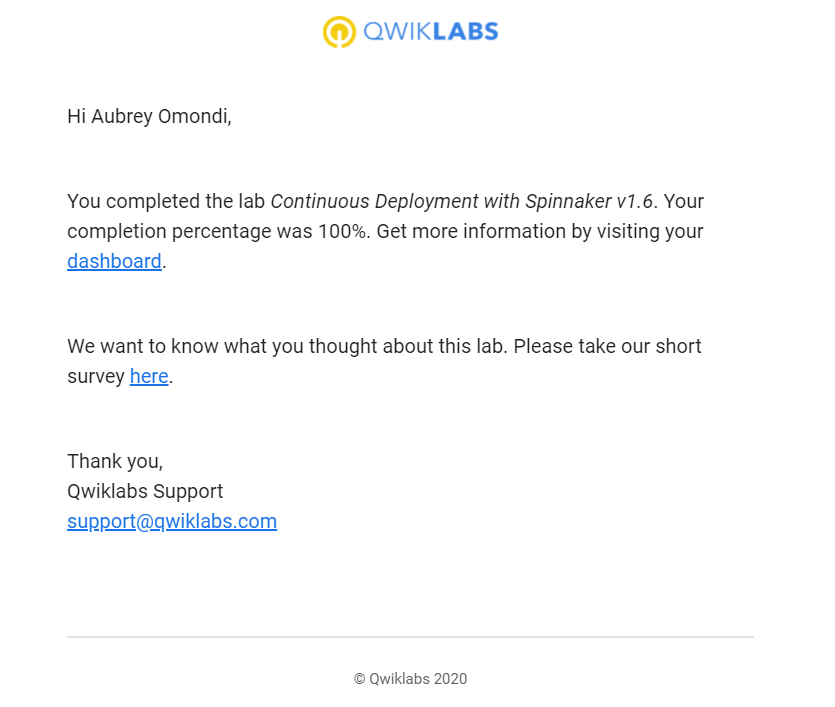 QWIKLABS
Hi Aubrey Omondi,
You completed the lab Continuous Deployment with Spinnaker v1.6. Your
completion percentage was 100%. Get more information by visiting your
dashboard.
We want to know what you thought about this lab. Please take our short
survey here.
Thank you,
Qwiklabs Support
support@qwiklabs.com
© Qwiklabs 2020